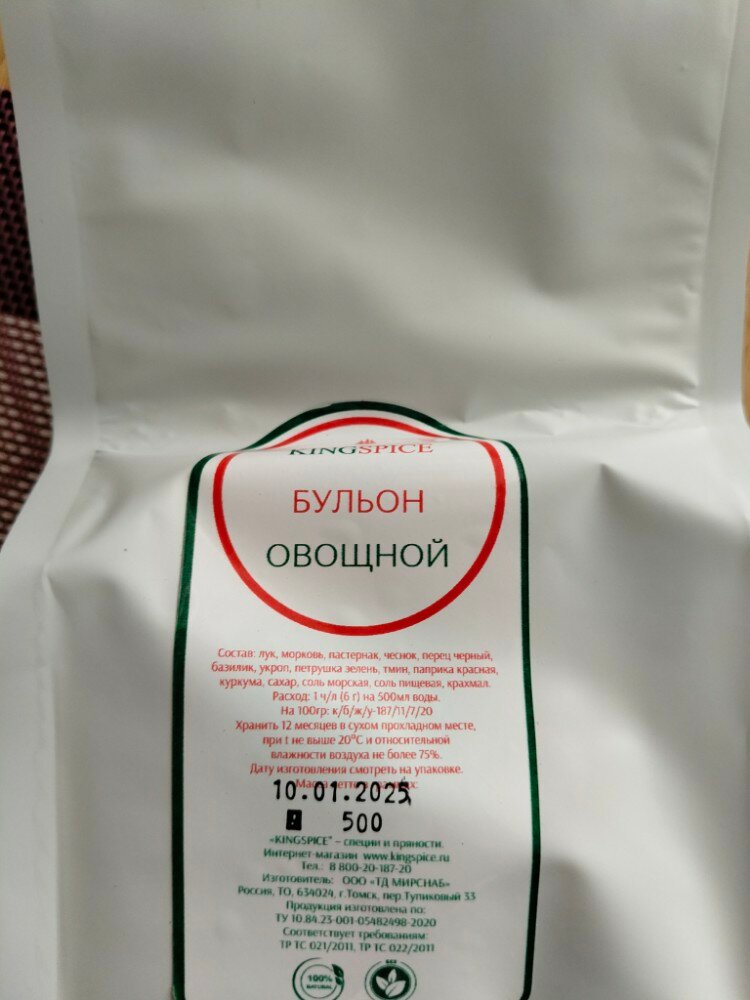 KINGSPICE
БУЛЬОН
ОВОЩНОЙ
Состав: лук, морковь, пастернак, чеснок, перец черный,
базилик, укроп, петрушка зелень, тмин, паприка красная,
куркума, сахар, соль морская, соль пищевая, крахмал.
Расход: 1 ч/л (6 г) на 500мл воды.
На 100гр: к/б/ж/у-187/11/7/20
Хранить 12 месяцев в сухом прохладном месте,
при t не выше 20°С и относительной
влажности воздуха не более 75%.
Дату изготовления смотреть на упаковке.
Масса нетто
10.01.2025
500
«KINGSPICE" – специи и пряности.
Интернет-магазин www.kingspice.ru
Тел.: 8 800-20-187-20
Изготовитель: ООО «ТД МИРСНАБ»
Россия, ТО, 634024, г.Томск, пер.Тупиковый 33
Продукция изготовлена по:
ТУ 10.84.23-001-05482498-2020
Соответствует требованиям:
ТР ТС 021/2011, ТР ТС 022/2011
100%
NATURAL